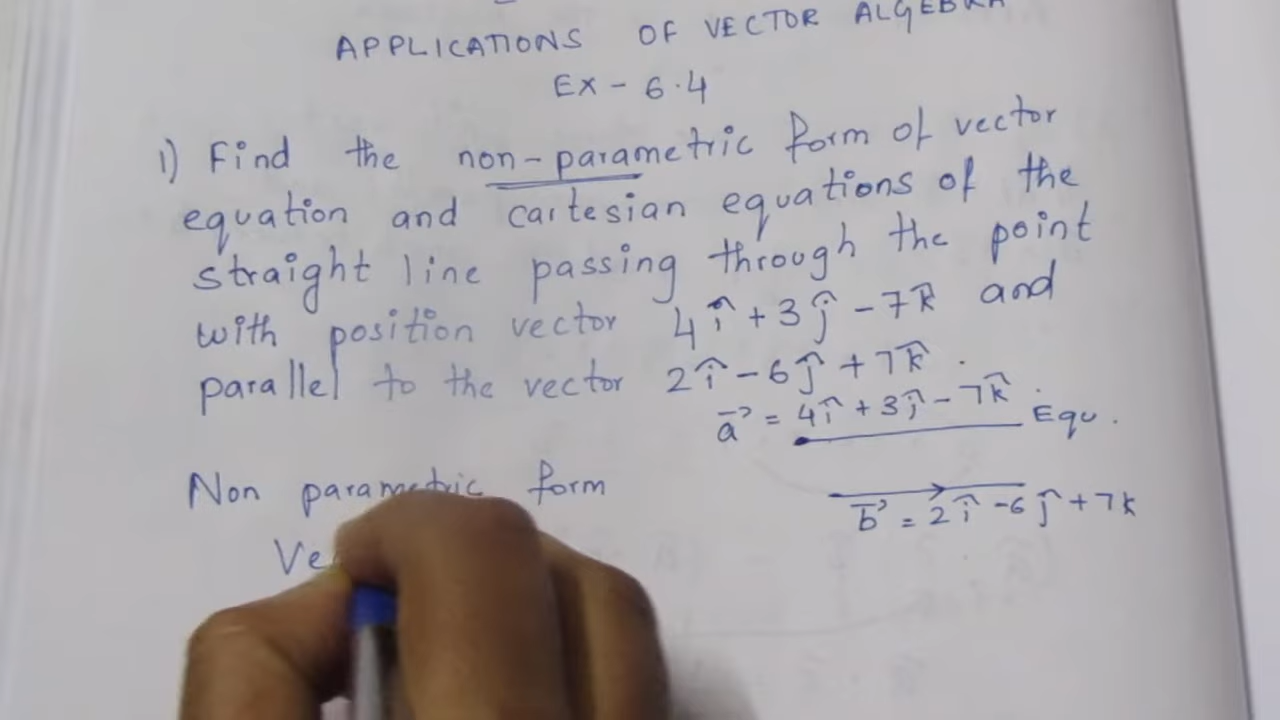 APPLICATIONS OF VECTOR ALGEBRA
EX - 6.4
1) Find the non-parametric form of vector
equation and cartesian equations of the
straight line passing through the point
with position vector 4î + 3ĵ - 7k̂ and
parallel to the vector 2î - 6ĵ + 7k̂ .
a⃗ = 4î + 3ĵ - 7k̂ . Equ .
Non parametric form
b⃗ = 2î - 6ĵ + 7k
Ve